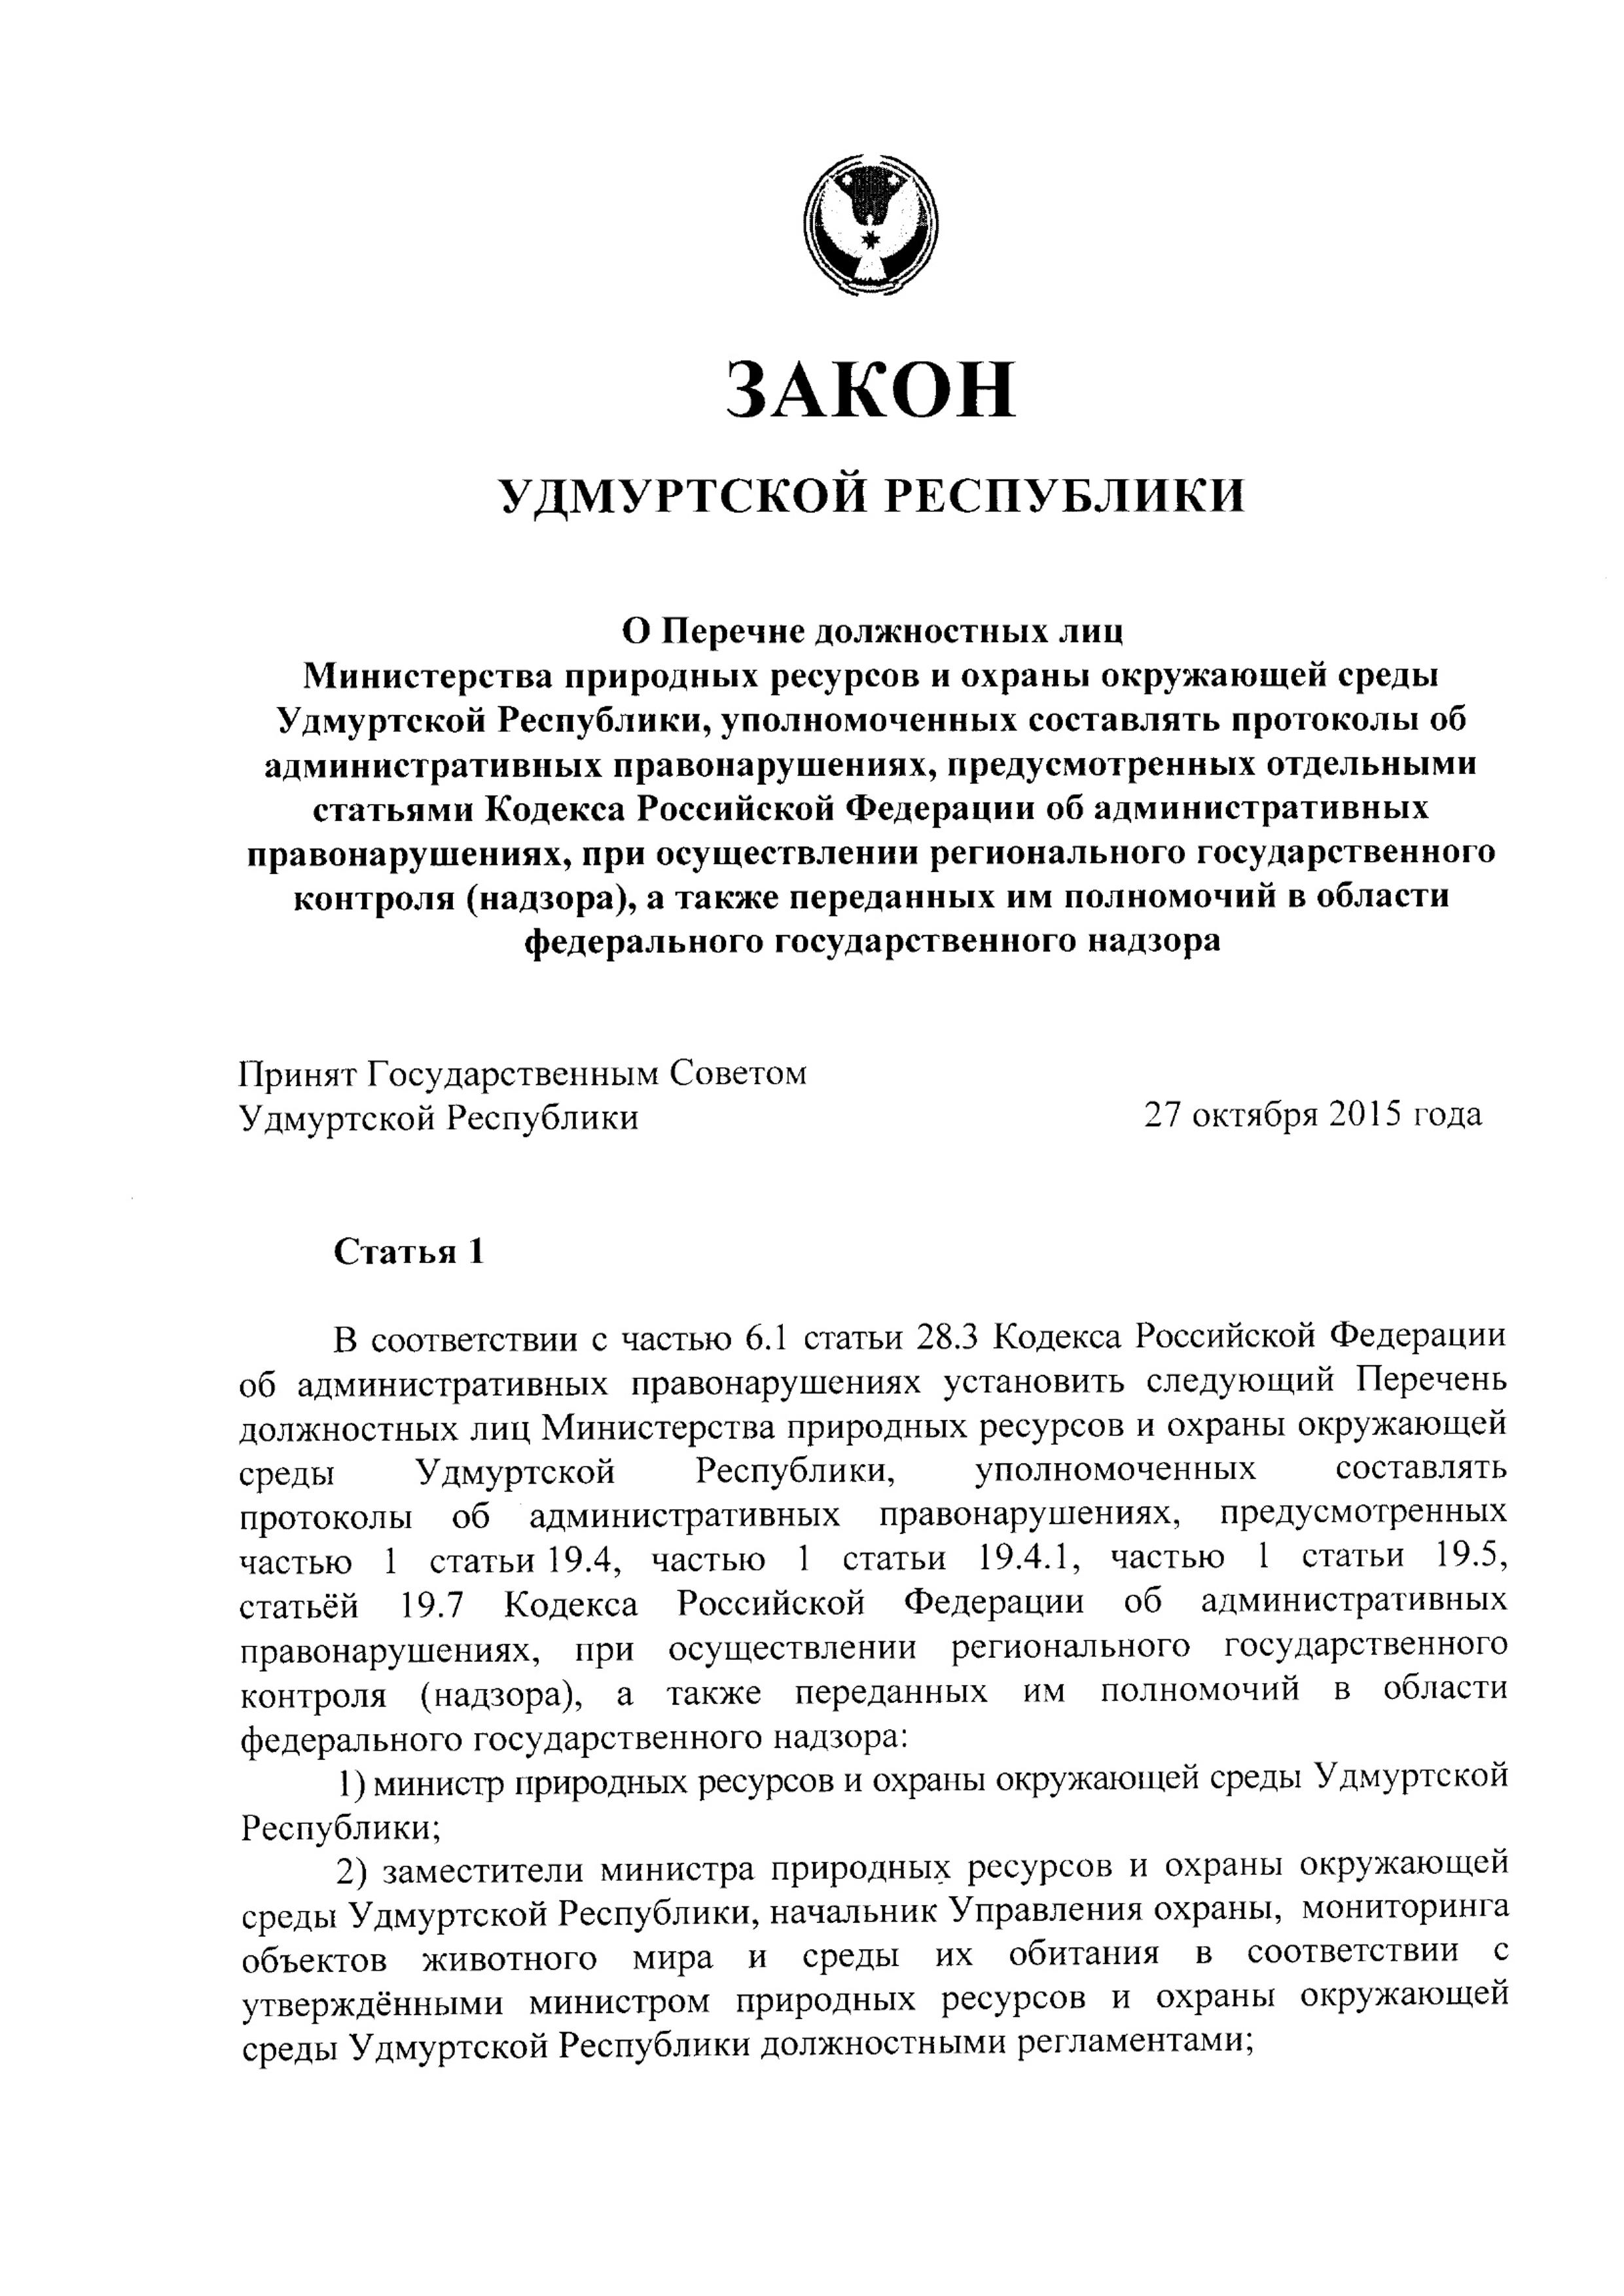 ЗАКОН
УДМУРТСКОЙ РЕСПУБЛИКИ
О Перечне должностных лиц
Министерства природных ресурсов и охраны окружающей среды
Удмуртской Республики, уполномоченных составлять протоколы об
административных правонарушениях, предусмотренных отдельными
статьями Кодекса Российской Федерации об административных
правонарушениях, при осуществлении регионального государственного
контроля (надзора), а также переданных им полномочий в области
федерального государственного надзора
Принят Государственным Советом
Удмуртской Республики 27 октября 2015 года
Статья 1
В соответствии с частью 6.1 статьи 28.3 Кодекса Российской Федерации
об административных правонарушениях установить следующий Перечень
должностных лиц Министерства природных ресурсов и охраны окружающей
среды Удмуртской Республики, уполномоченных составлять
протоколы об административных правонарушениях, предусмотренных
частью 1 статьи 19.4, частью 1 статьи 19.4.1, частью 1 статьи 19.5,
статьёй 19.7 Кодекса Российской Федерации об административных
правонарушениях, при осуществлении регионального государственного
контроля (надзора), а также переданных им полномочий в области
федерального государственного надзора:
1) министр природных ресурсов и охраны окружающей среды Удмуртской
Республики;
2) заместители министра природных ресурсов и охраны окружающей
среды Удмуртской Республики, начальник Управления охраны, мониторинга
объектов животного мира и среды их обитания в соответствии с
утверждёнными министром природных ресурсов и охраны окружающей
среды Удмуртской Республики должностными регламентами;